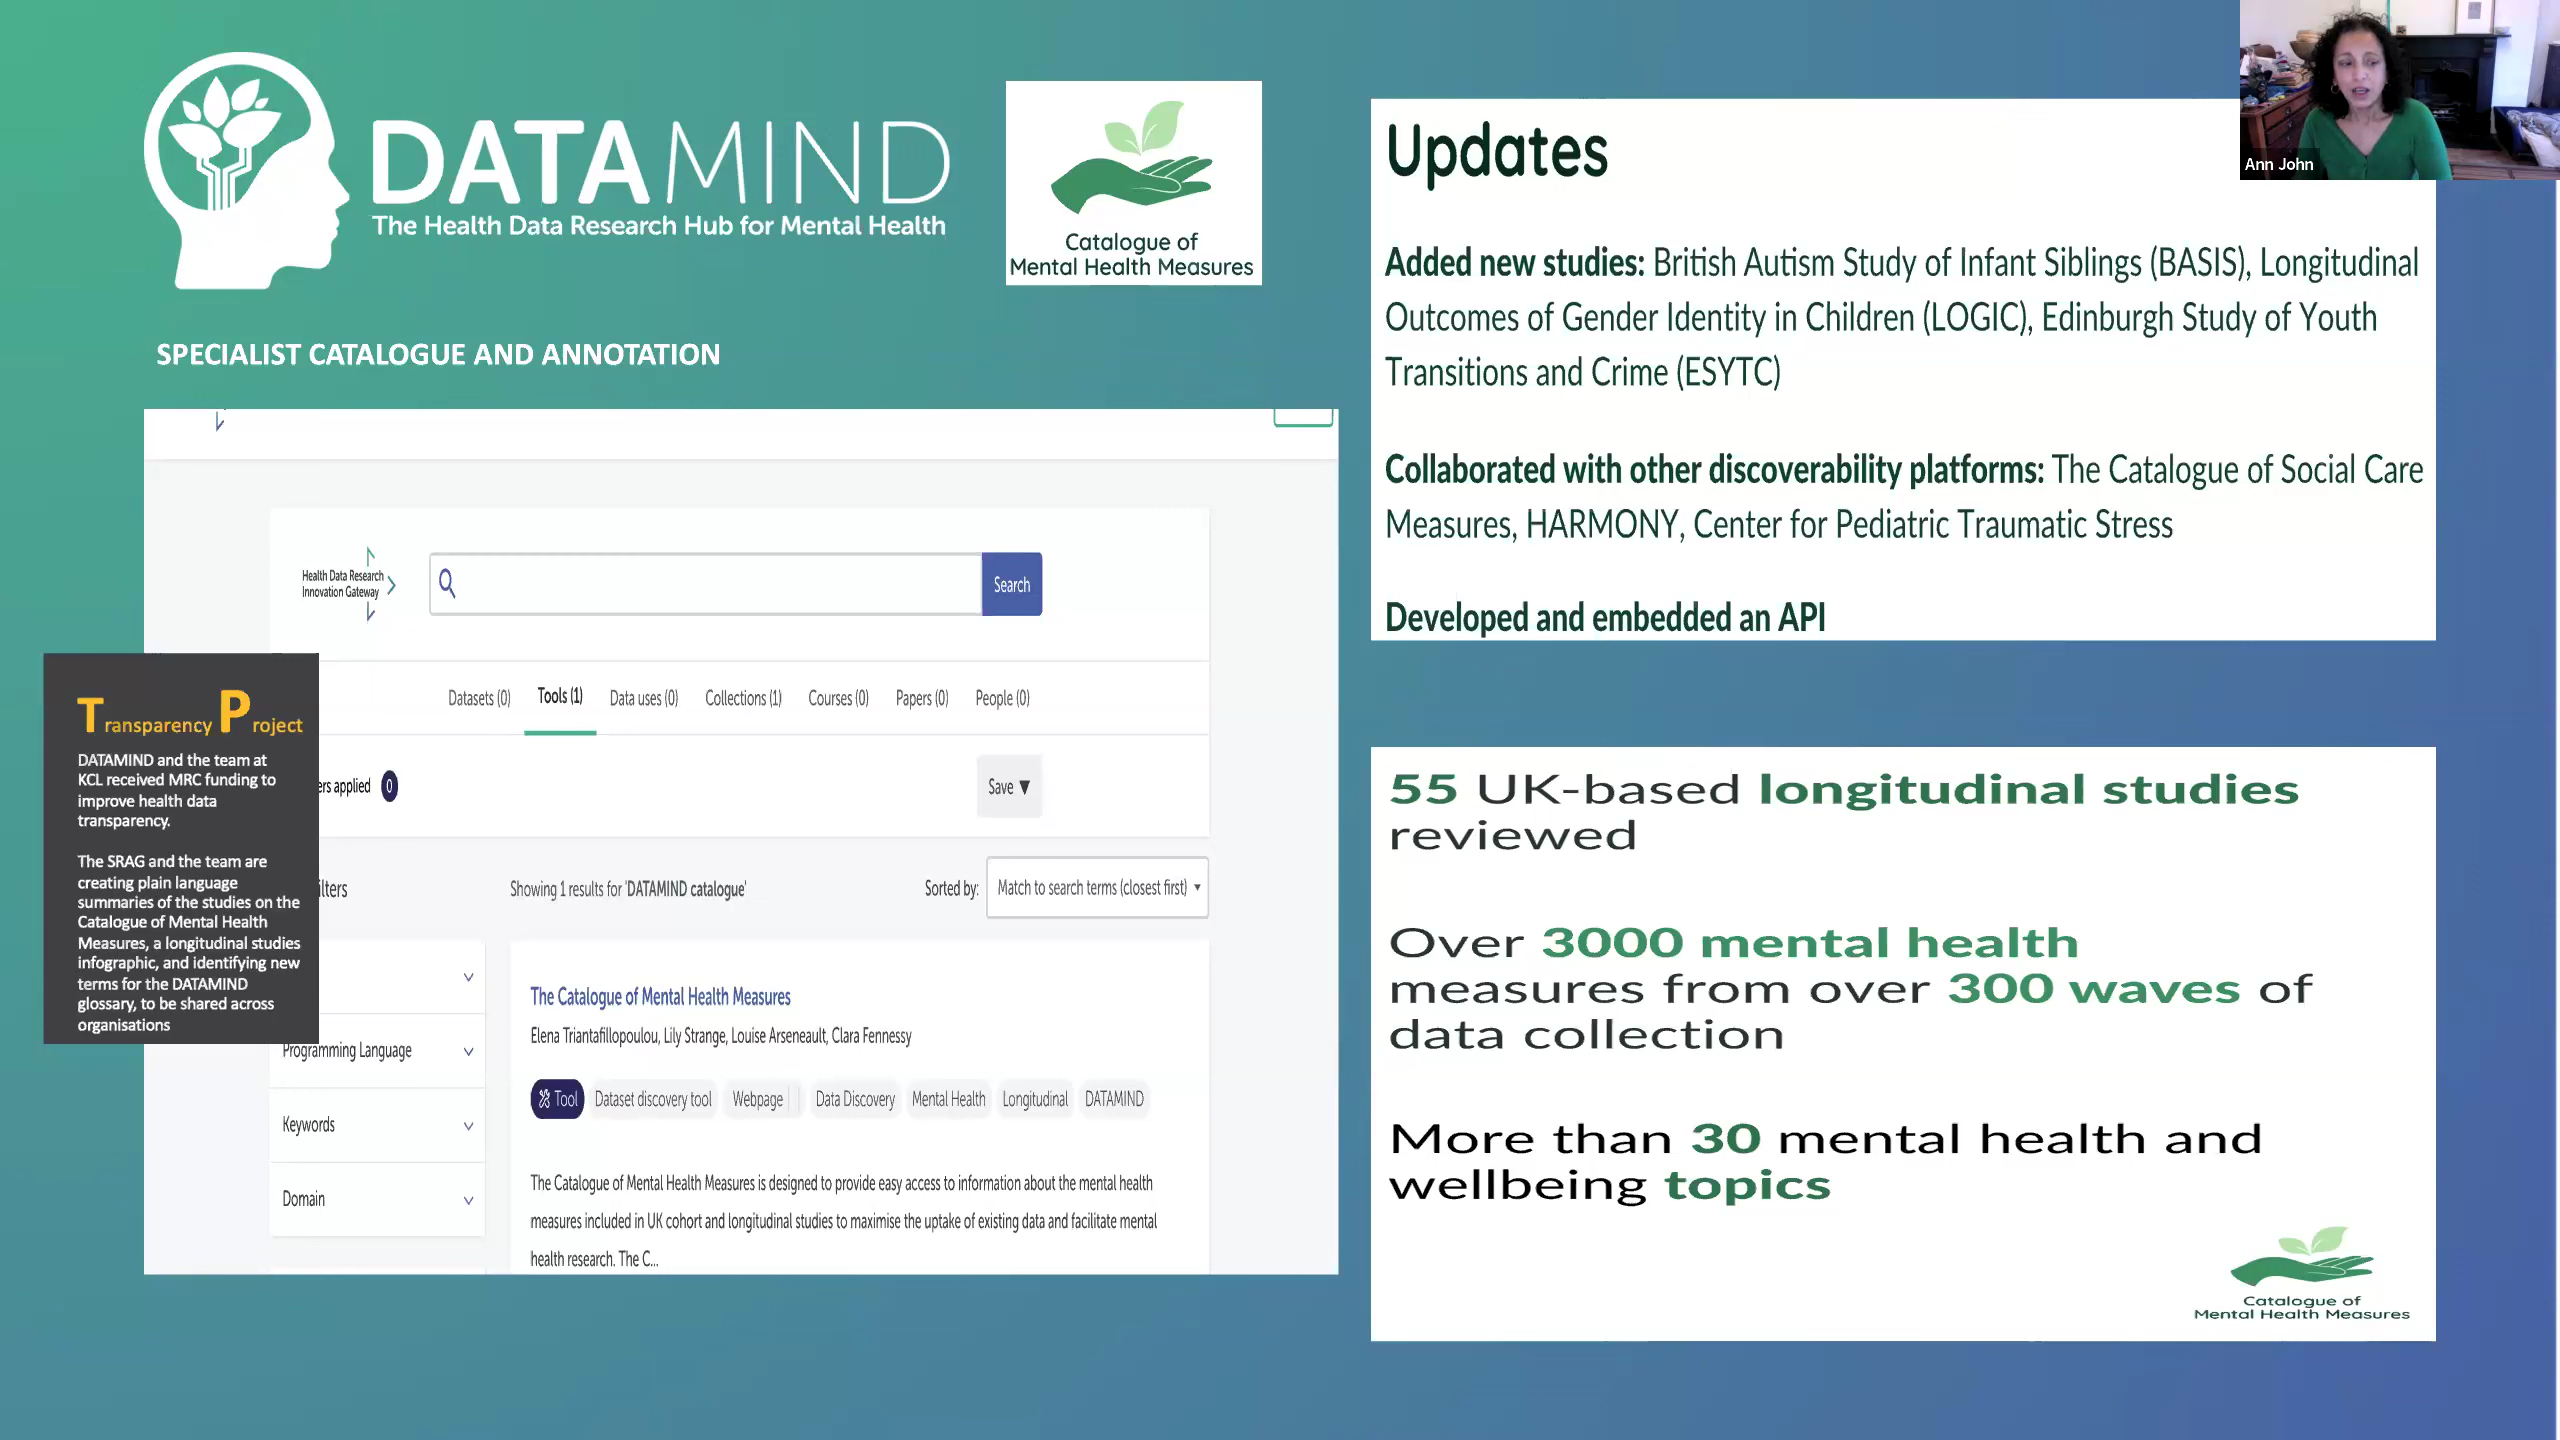 DATAMIND
The Health Data Research Hub for Mental Health
Catalogue of
Mental Health Measures
SPECIALIST CATALOGUE AND ANNOTATION
Health Data Research
Innovation Gateway
Search
Datasets (0) Tools (1) Data uses (0) Collections (1) Courses (0) Papers (0) People (0)
ers applied 0
Save ▼
ilters
Showing 1 results for 'DATAMIND catalogue'
Sorted by: Match to search terms (closest first)
Programming Language
Keywords
Domain
The Catalogue of Mental Health Measures
Elena Triantafillopoulou, Lily Strange, Louise Arseneault, Clara Fennessy
Tool Dataset discovery tool Webpage Data Discovery Mental Health Longitudinal DATAMIND
The Catalogue of Mental Health Measures is designed to provide easy access to information about the mental health
measures included in UK cohort and longitudinal studies to maximise the uptake of existing data and facilitate mental
health research. The C...
Transparency Project
DATAMIND and the team at
KCL received MRC funding to
improve health data
transparency.
The SRAG and the team are
creating plain language
summaries of the studies on the
Catalogue of Mental Health
Measures, a longitudinal studies
infographic, and identifying new
terms for the DATAMIND
glossary, to be shared across
organisations
Updates
Added new studies: British Autism Study of Infant Siblings (BASIS), Longitudinal
Outcomes of Gender Identity in Children (LOGIC), Edinburgh Study of Youth
Transitions and Crime (ESYTC)
Collaborated with other discoverability platforms: The Catalogue of Social Care
Measures, HARMONY, Center for Pediatric Traumatic Stress
Developed and embedded an API
55 UK-based longitudinal studies
reviewed
Over 3000 mental health
measures from over 300 waves of
data collection
More than 30 mental health and
wellbeing topics
Catalogue of
Mental Health Measures
Ann John